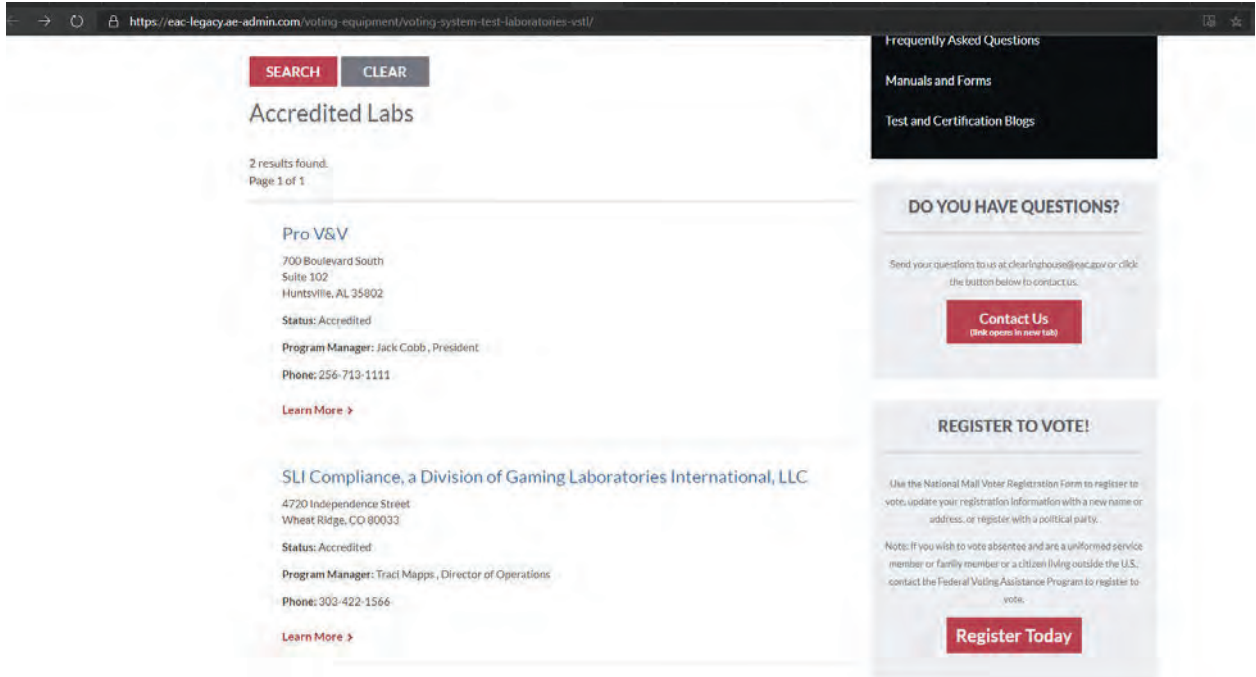 https://eac-legacy.ae-admin.com/voting-equipment/voting-system-test-laboratories-vstl/
SEARCH
CLEAR
Accredited Labs
2 results found.
Page 1 of 1
Pro V&V
700 Boulevard South
Suite 102
Huntsville, AL 35802
Status: Accredited
Program Manager: Jack Cobb , President
Phone: 256-713-1111
Learn More >
SLI Compliance, a Division of Gaming Laboratories International, LLC
4720 Independence Street
Wheat Ridge, CO 80033
Status: Accredited
Program Manager: Traci Mapps , Director of Operations
Phone: 303-422-1566
Learn More >
Frequently Asked Questions
Manuals and Forms
Test and Certification Blogs
DO YOU HAVE QUESTIONS?
Send your questions to us at clearinghouse@eac.gov or click
the button below to contact us.
Contact Us
(link opens in new tab)
REGISTER TO VOTE!
Use the National Mail Voter Registration Form to register to
vote, update your registration information with a new name or
address, or register with a political party.
Note: If you wish to vote absentee and are a uniformed service
member or family member or a citizen living outside the U.S.,
contact the Federal Voting Assistance Program to register to
vote.
Register Today